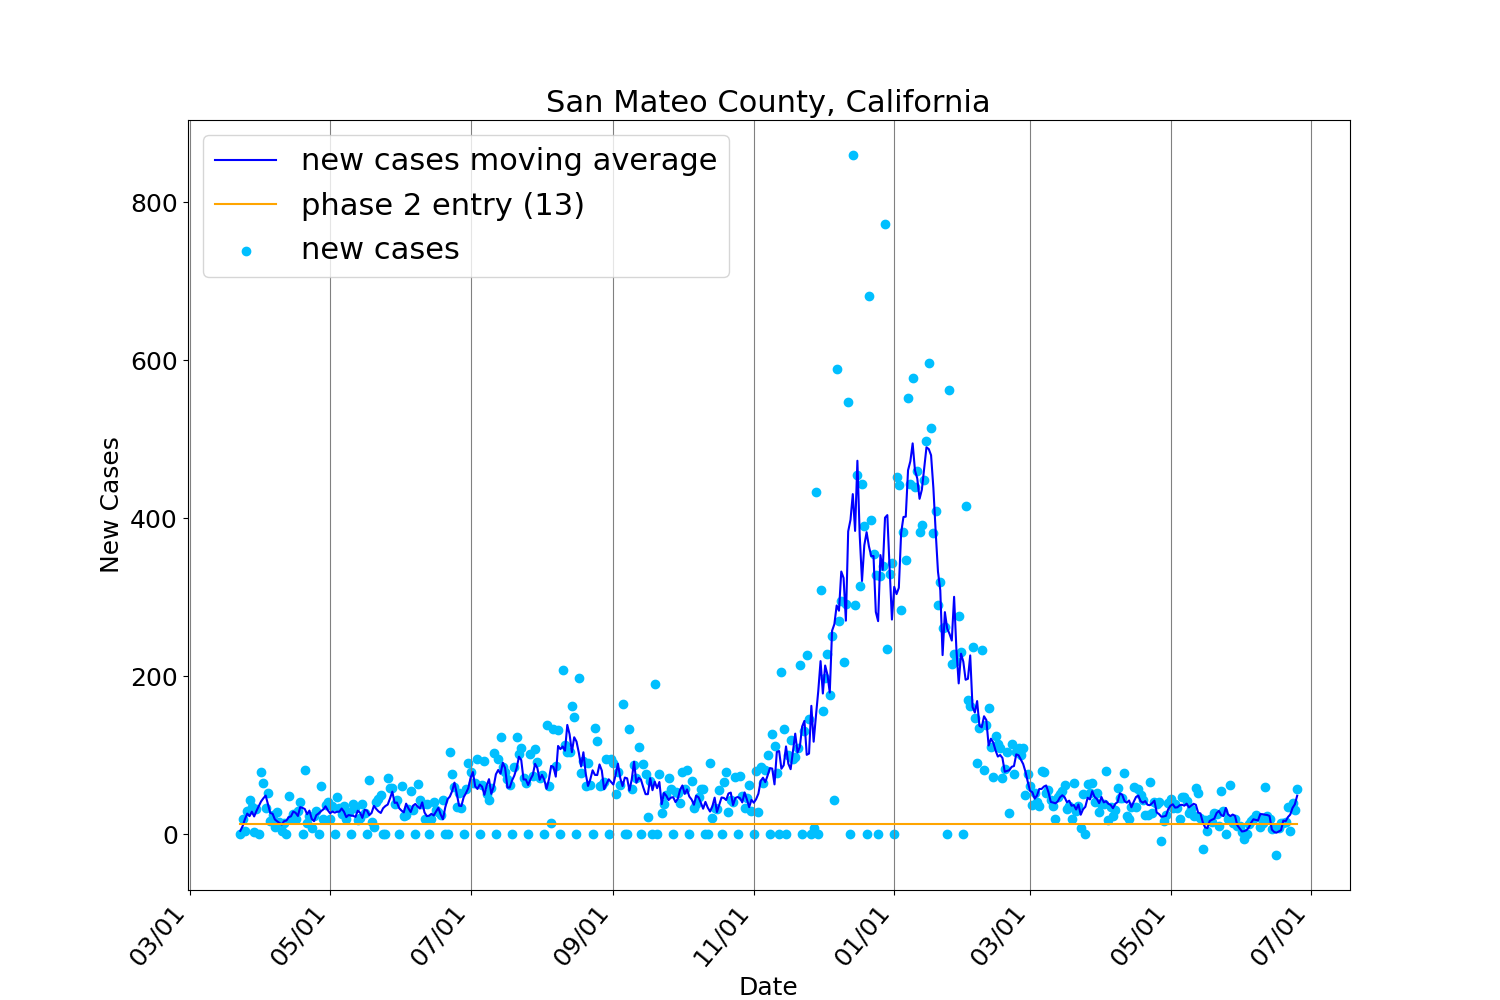 San Mateo County, California
new cases moving average
phase 2 entry (13)
new cases
800
600
400
200
0
New Cases
03/01
05/01
07/01
09/01
11/01
01/01
03/01
05/01
07/01
Date